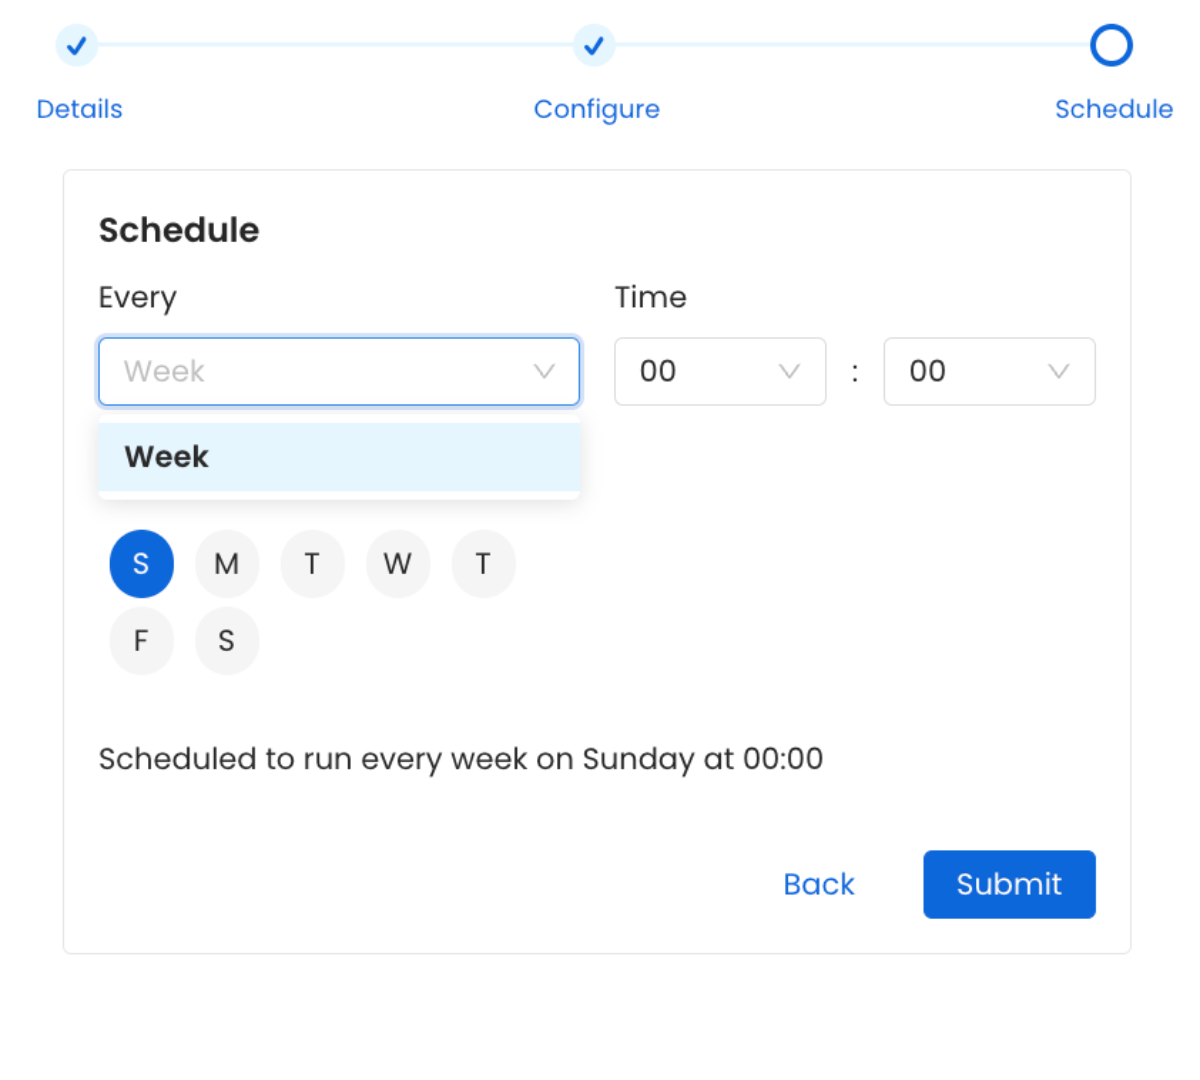 Details Configure Schedule
Schedule
Every Time
Week 00 : 00
Week
S M T W T
F S
Scheduled to run every week on Sunday at 00:00
Back Submit